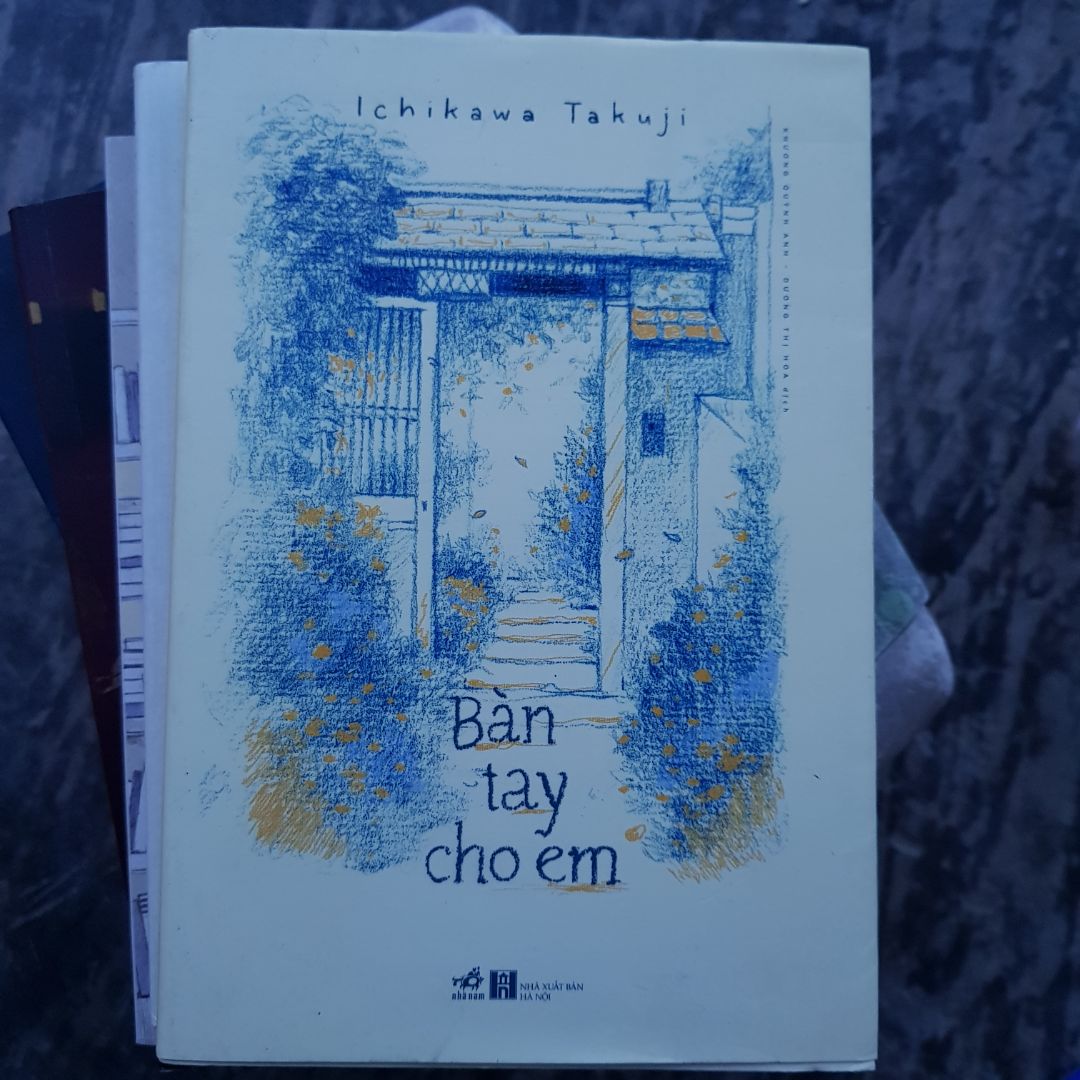 Ichikawa Takuji
KHƯƠNG QUỲNH ANH - DƯƠNG THỊ HOA dịch
Bàn
tay
cho em
nhã nam
NHÀ XUẤT BẢN
HÀ NỘI